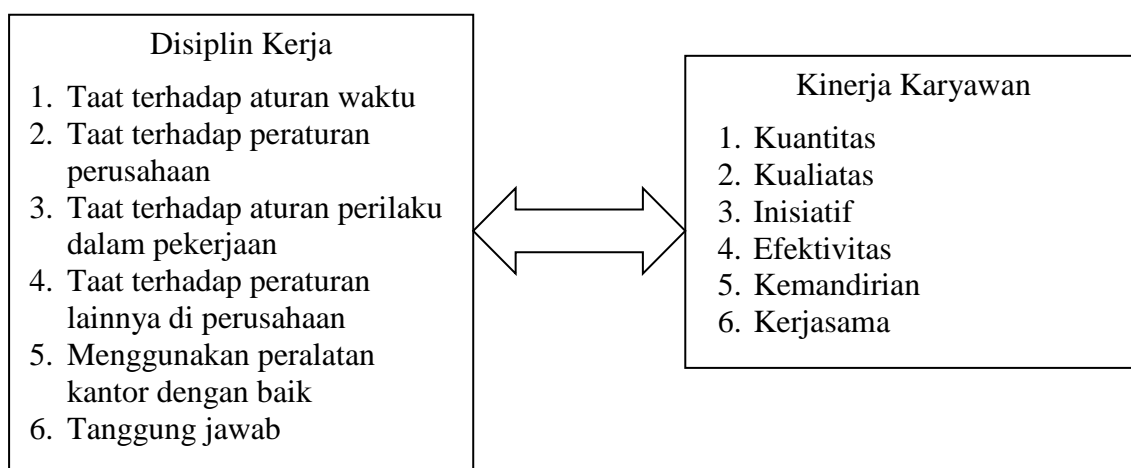 Disiplin Kerja
1. Taat terhadap aturan waktu
2. Taat terhadap peraturan
perusahaan
3. Taat terhadap aturan perilaku
dalam pekerjaan
4. Taat terhadap peraturan
lainnya di perusahaan
5. Menggunakan peralatan
kantor dengan baik
6. Tanggung jawab
Kinerja Karyawan
1. Kuantitas
2. Kualiatas
3. Inisiatif
4. Efektivitas
5. Kemandirian
6. Kerjasama